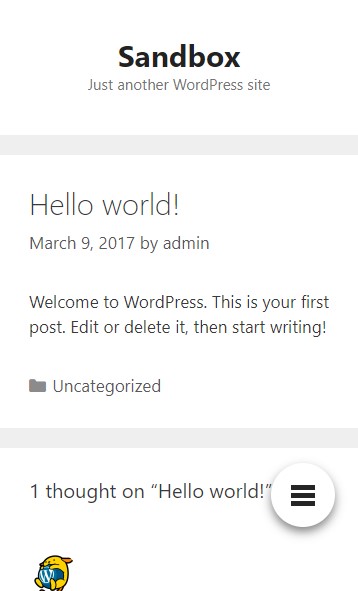 Sandbox
Just another WordPress site
Hello world!
March 9, 2017 by admin
Welcome to WordPress. This is your first
post. Edit or delete it, then start writing!
Uncategorized
1 thought on “Hello world!”